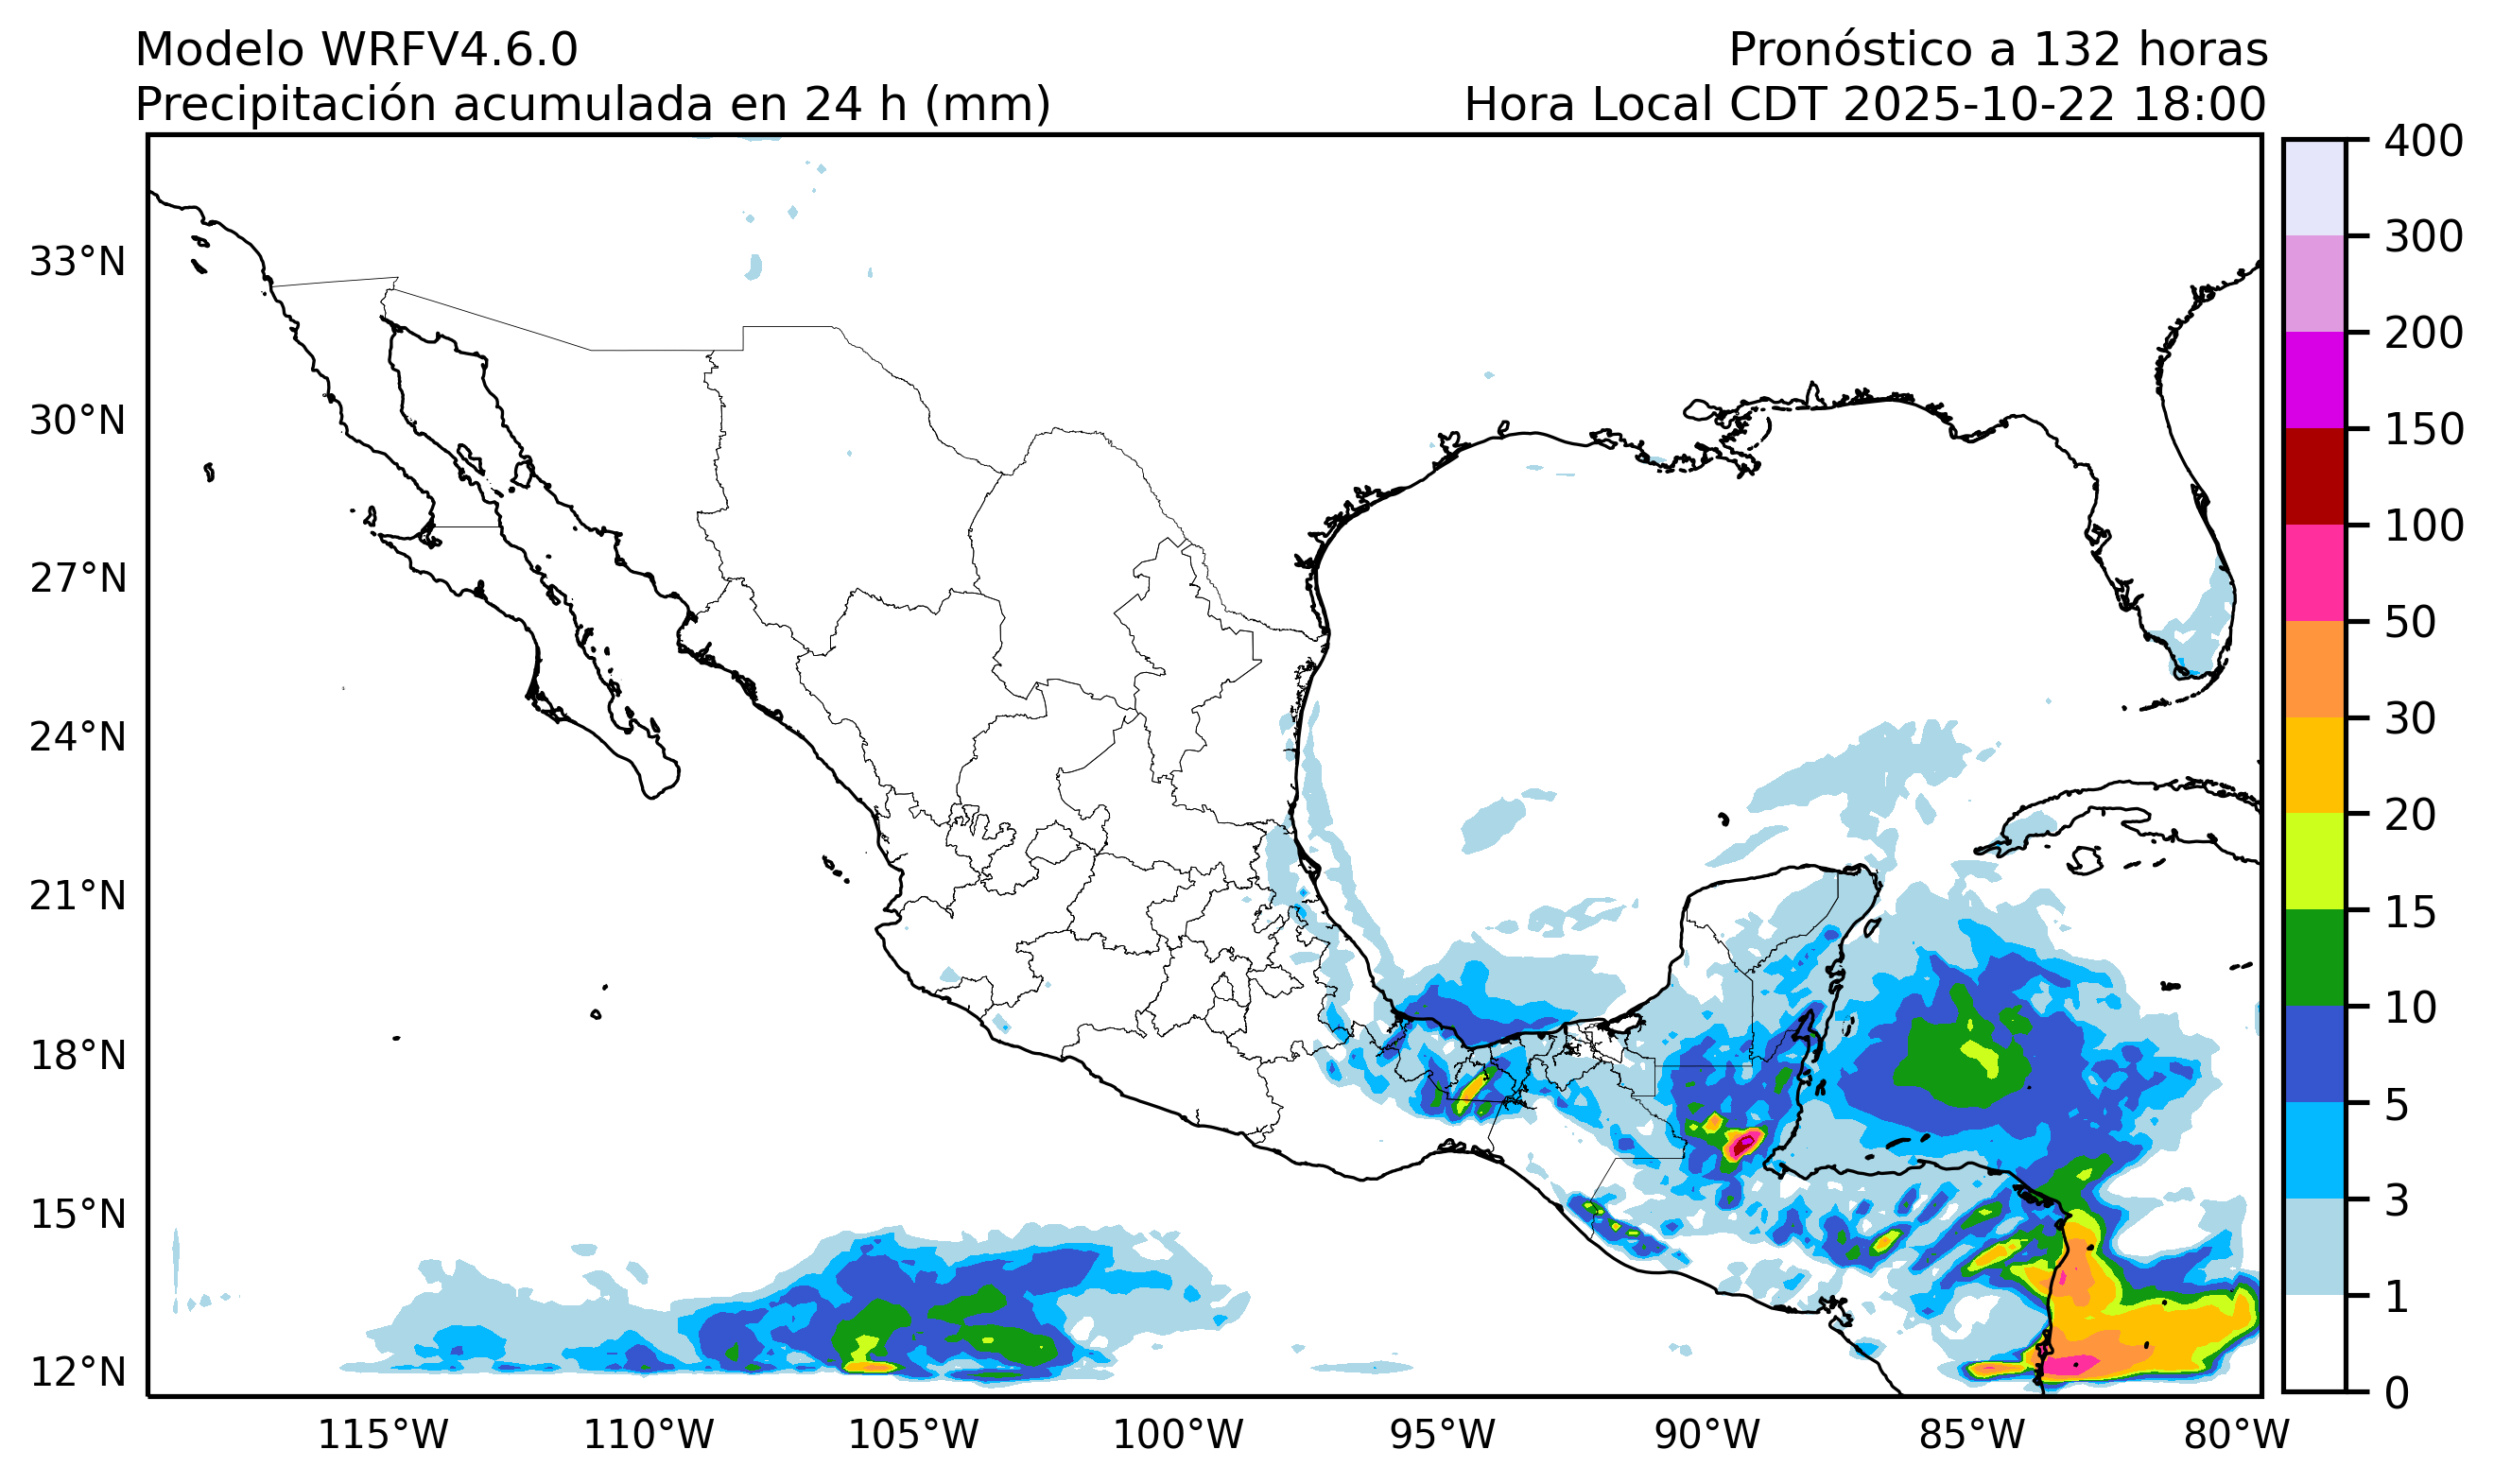 Modelo WRFV4.6.0
Pronóstico a 132 horas
Precipitación acumulada en 24 h (mm)
Hora Local CDT 2025-10-22 18:00
400
300
200
150
100
50
30
20
15
10
5
3
1
0
33°N
30°N
27°N
24°N
21°N
18°N
15°N
12°N
115°W
110°W
105°W
100°W
95°W
90°W
85°W
80°W